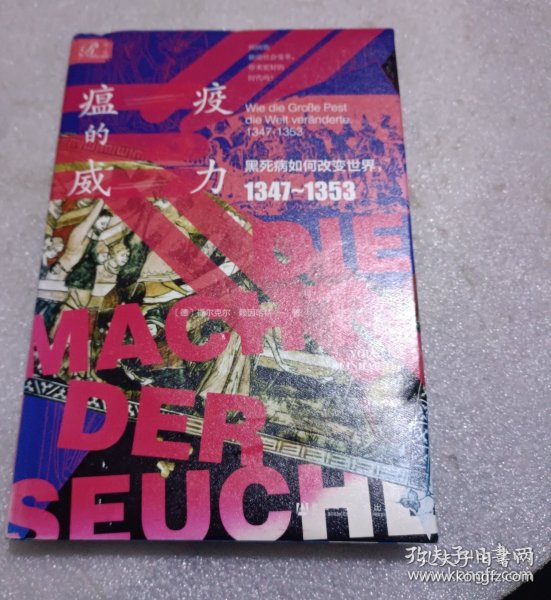 瘟疫
的
威力
Wie die Große Pest
die Welt veränderte
1347-1353
黑死病如何改变世界,
1347~1353
DIE
MACHT
DER
SEUCHE
孔夫子旧书网
www.kongfz.com